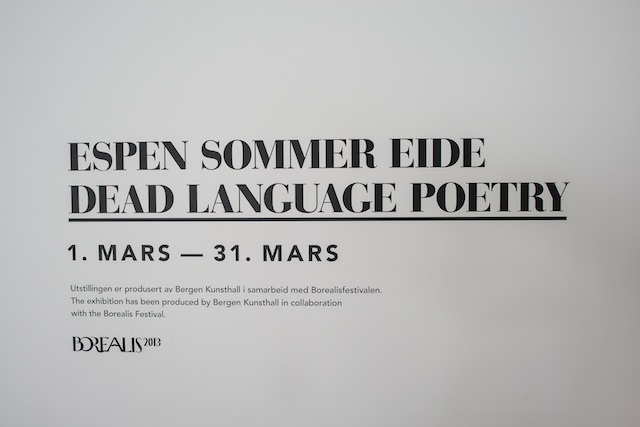 ESPEN SOMMER EIDE
DEAD LANGUAGE POETRY
1. MARS — 31. MARS
Utstillingen er produsert av Bergen Kunsthall i samarbeid med Borealisfestivalen.
The exhibition has been produced by Bergen Kunsthall in collaboration
with the Borealis Festival.
BOREALIS 2013